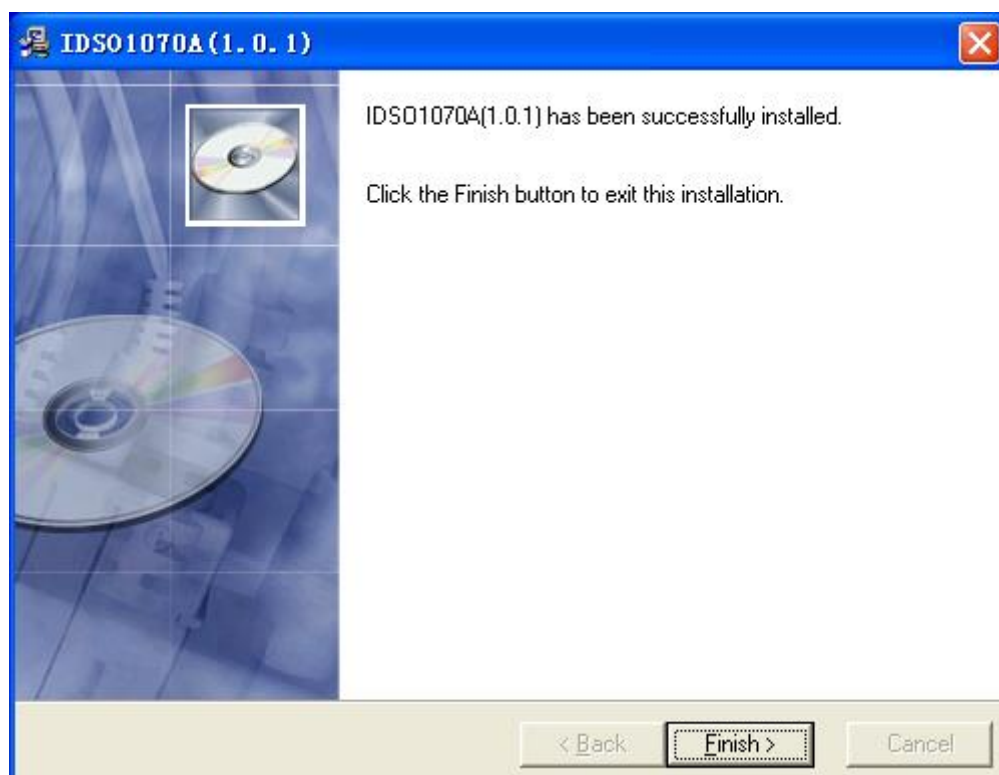 IDSO1070A(1.0.1)
IDSO1070A(1.0.1) has been successfully installed.
Click the Finish button to exit this installation.
< Back
Finish >
Cancel